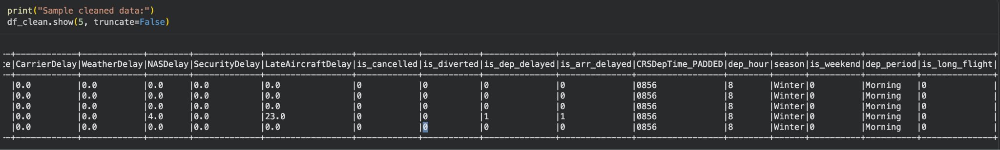 print("Sample cleaned data:")
df_clean.show(5, truncate=False)
--+------------+------------+--------+-------------+-----------------+------------+-----------+--------------+--------------+-----------------+--------+------+----------+----------+--------------+
:e|CarrierDelay|WeatherDelay|NASDelay|SecurityDelay|LateAircraftDelay|is_cancelled|is_diverted|is_dep_delayed|is_arr_delayed|CRSDepTime_PADDED|dep_hour|season|is_weekend|dep_period|is_long_flight|
--+------------+------------+--------+-------------+-----------------+------------+-----------+--------------+--------------+-----------------+--------+------+----------+----------+--------------+
  |0.0         |0.0         |0.0     |0.0          |0.0              |0           |0          |0             |0             |0856             |8       |Winter|0         |Morning   |0             |
  |0.0         |0.0         |0.0     |0.0          |0.0              |0           |0          |0             |0             |0856             |8       |Winter|0         |Morning   |0             |
  |0.0         |0.0         |0.0     |0.0          |0.0              |0           |0          |0             |0             |0856             |8       |Winter|0         |Morning   |0             |
  |0.0         |0.0         |4.0     |0.0          |23.0             |0           |0          |1             |1             |0856             |8       |Winter|0         |Morning   |0             |
  |0.0         |0.0         |0.0     |0.0          |0.0              |0           |0          |0             |0             |0856             |8       |Winter|0         |Morning   |0             |
--+------------+------------+--------+-------------+-----------------+------------+-----------+--------------+--------------+-----------------+--------+------+----------+----------+--------------+